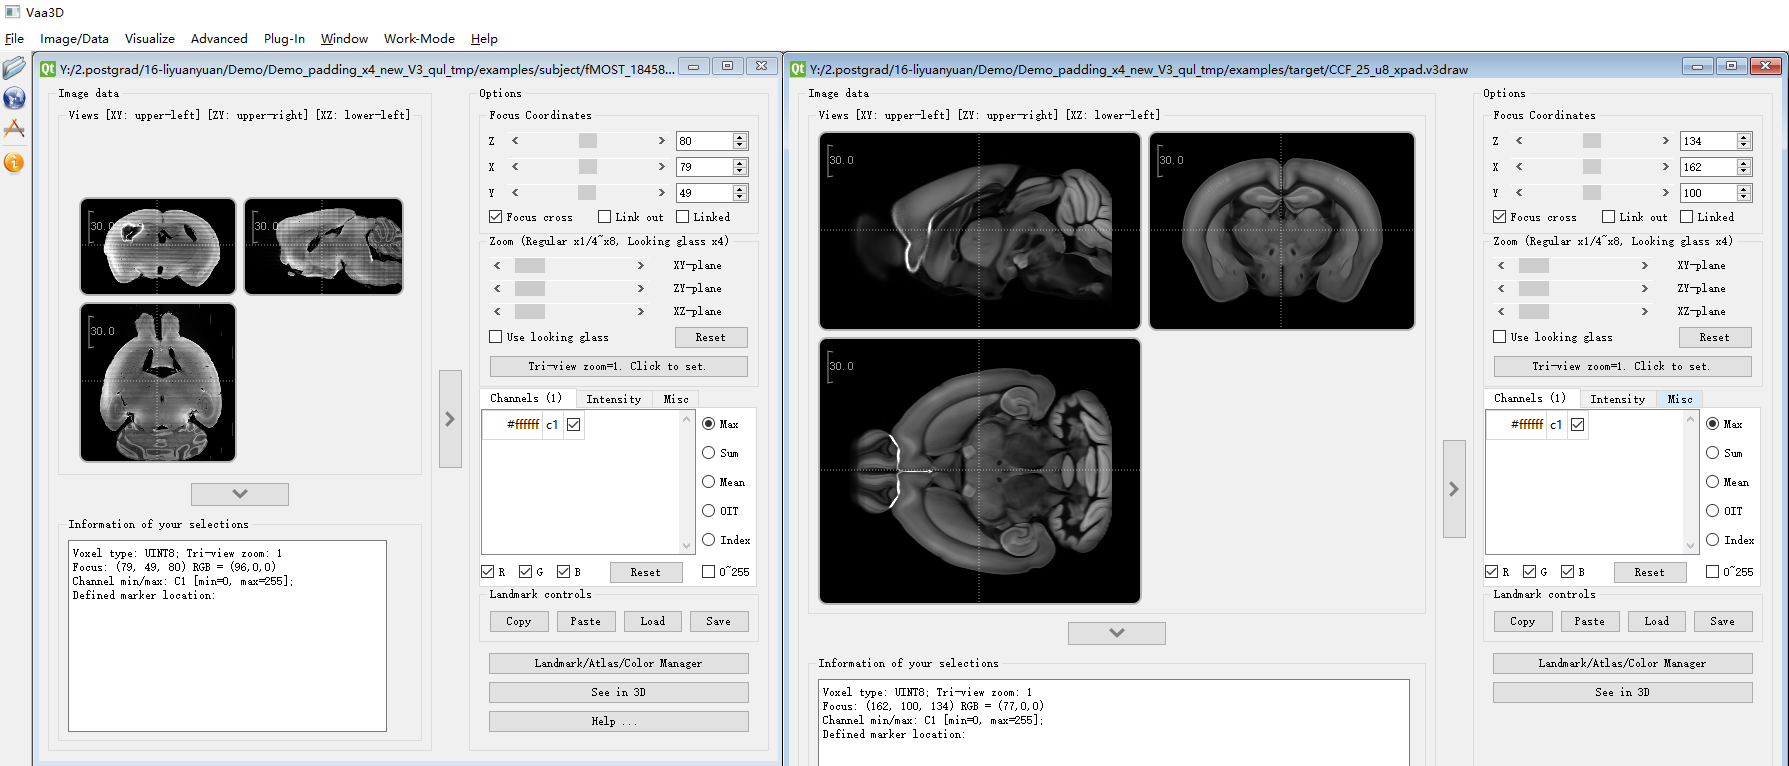 Vaa3D
File Image/Data Visualize Advanced Plug-In Window Work-Mode Help
Y:/2.postgrad/16-liyuanyuan/Demo/Demo_padding_x4_new_V3_qul_tmp/examples/subject/fMOST_18458...
Image data
Views [XY: upper-left] [ZY: upper-right] [XZ: lower-left]
30.0
30.0
30.0
Information of your selections
Voxel type: UINT8; Tri-view zoom: 1
Focus: (79, 49, 80) RGB = (96,0,0)
Channel min/max: C1 [min=0, max=255];
Defined marker location:
Options
Focus Coordinates
Z < > 80
X < > 79
Y < > 49
Focus cross Link out Linked
Zoom (Regular x1/4~x8, Looking glass x4)
< > XY-plane
< > ZY-plane
< > XZ-plane
Use looking glass Reset
Tri-view zoom=1. Click to set.
Channels (1) Intensity Misc
#ffffff c1
Max
Sum
Mean
OIT
Index
R G B Reset 0~255
Landmark controls
Copy Paste Load Save
Landmark/Atlas/Color Manager
See in 3D
Help ...
Y:/2.postgrad/16-liyuanyuan/Demo/Demo_padding_x4_new_V3_qul_tmp/examples/target/CCF_25_u8_xpad.v3draw
Image data
Views [XY: upper-left] [ZY: upper-right] [XZ: lower-left]
30.0
30.0
30.0
Information of your selections
Voxel type: UINT8; Tri-view zoom: 1
Focus: (162, 100, 134) RGB = (77,0,0)
Channel min/max: C1 [min=0, max=255];
Defined marker location:
Options
Focus Coordinates
Z < > 134
X < > 162
Y < > 100
Focus cross Link out Linked
Zoom (Regular x1/4~x8, Looking glass x4)
< > XY-plane
< > ZY-plane
< > XZ-plane
Use looking glass Reset
Tri-view zoom=1. Click to set.
Channels (1) Intensity Misc
#ffffff c1
Max
Sum
Mean
OIT
Index
R G B Reset 0~255
Landmark controls
Copy Paste Load Save
Landmark/Atlas/Color Manager
See in 3D